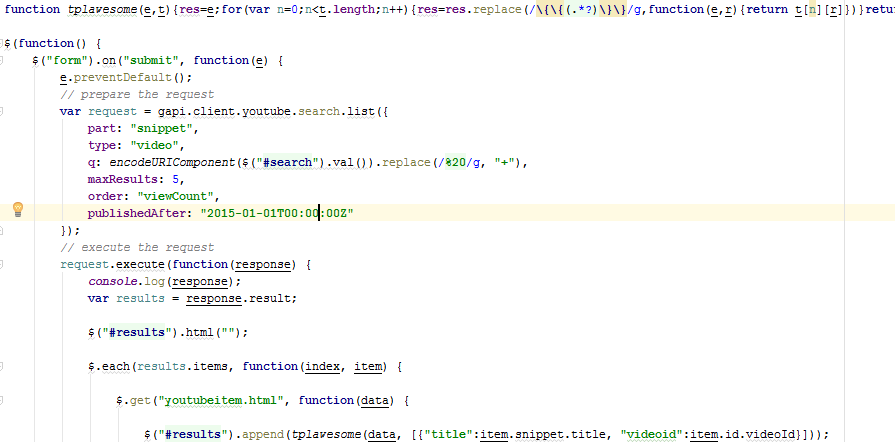 function tplawesome(e,t){res=e;for(var n=0;n<t.length;n++){res=res.replace(/\{\{(.*?)\}\}/g,function(e,r){return t[n][r]})}retur
$(function() {
    $("form").on("submit", function(e) {
        e.preventDefault();
        // prepare the request
        var request = gapi.client.youtube.search.list({
            part: "snippet",
            type: "video",
            q: encodeURIComponent($("#search").val()).replace(/%20/g, "+"),
            maxResults: 5,
            order: "viewCount",
            publishedAfter: "2015-01-01T00:00:00Z"
        });
        // execute the request
        request.execute(function(response) {
            console.log(response);
            var results = response.result;
            $("#results").html("");
            $.each(results.items, function(index, item) {
                $.get("youtubeitem.html", function(data) {
                    $("#results").append(tplawesome(data, [{"title":item.snippet.title, "videoid":item.id.videoId}]));